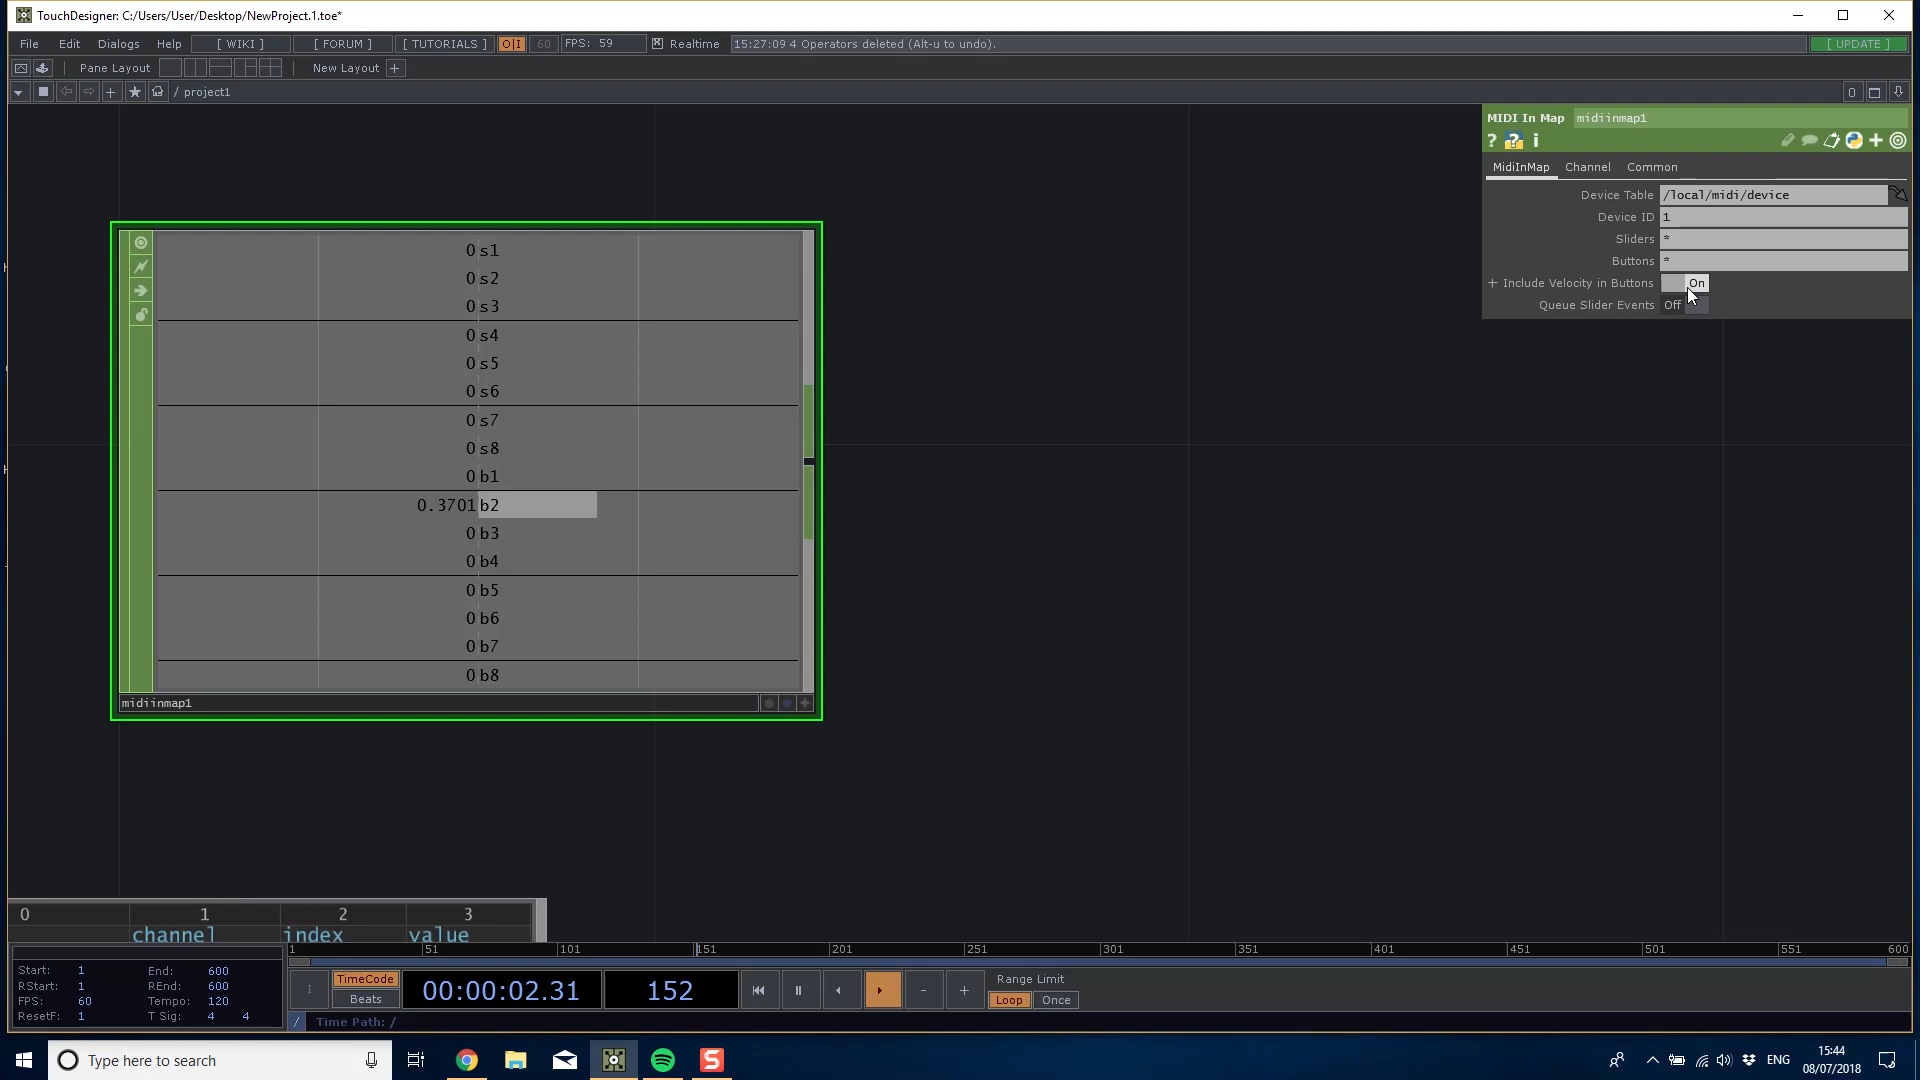 TouchDesigner: C:/Users/User/Desktop/NewProject.1.toe*
File Edit Dialogs Help [ WIKI ] [ FORUM ] [ TUTORIALS ] O|I 60 FPS: 59 Realtime 15:27:09 4 Operators deleted (Alt-u to undo). [ UPDATE ]
Pane Layout New Layout +
/ project1 0
MIDI In Map midiinmap1
MidiInMap Channel Common
Device Table /local/midi/device
Device ID 1
Sliders *
Buttons *
+ Include Velocity in Buttons On
Queue Slider Events Off
0 s1
0 s2
0 s3
0 s4
0 s5
0 s6
0 s7
0 s8
0 b1
0.3701 b2
0 b3
0 b4
0 b5
0 b6
0 b7
0 b8
midiinmap1
0 1 2 3
channel index value
1 51 101 151 201 251 301 351 401 451 501 551 600
Start: 1 End: 600
RStart: 1 REnd: 600
FPS: 60 Tempo: 120
ResetF: 1 T Sig: 4 4
TimeCode
Beats
00:00:02.31
152
Range Limit
Loop Once
/ Time Path: /
Type here to search
ENG
15:44
08/07/2018